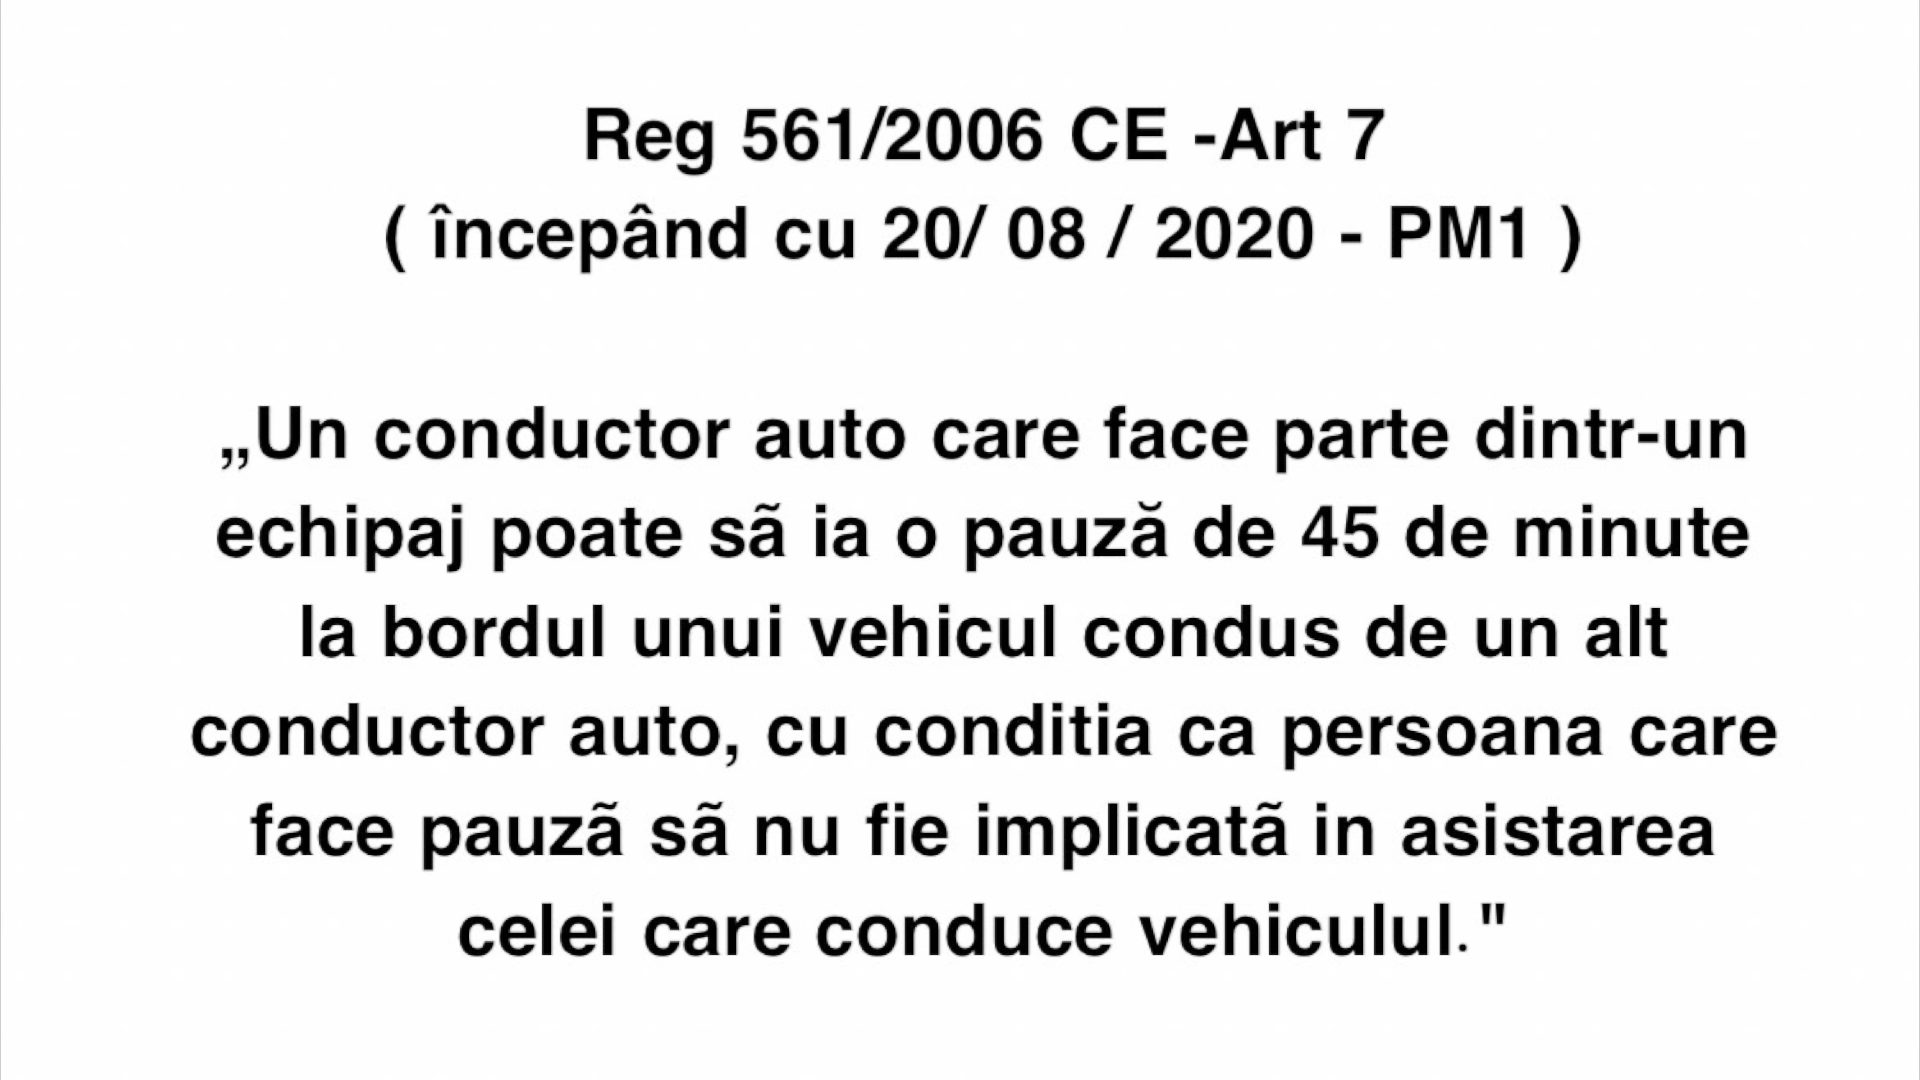 Reg 561/2006 CE -Art 7
( începând cu 20/ 08 / 2020 - PM1 )
„Un conductor auto care face parte dintr-un
echipaj poate sã ia o pauză de 45 de minute
la bordul unui vehicul condus de un alt
conductor auto, cu conditia ca persoana care
face pauzã sã nu fie implicatã in asistarea
celei care conduce vehiculul."